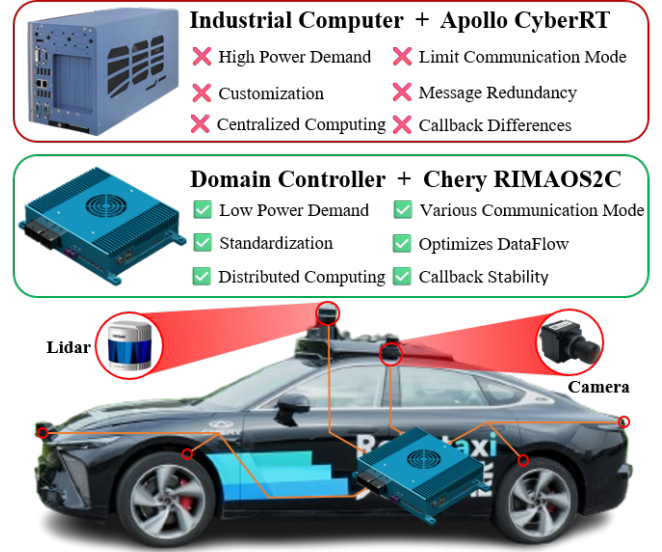 Industrial Computer + Apollo CyberRT
High Power Demand
Limit Communication Mode
Customization
Message Redundancy
Centralized Computing
Callback Differences
Domain Controller + Chery RIMAOS2C
Low Power Demand
Various Communication Mode
Standardization
Optimizes DataFlow
Distributed Computing
Callback Stability
Lidar
Camera